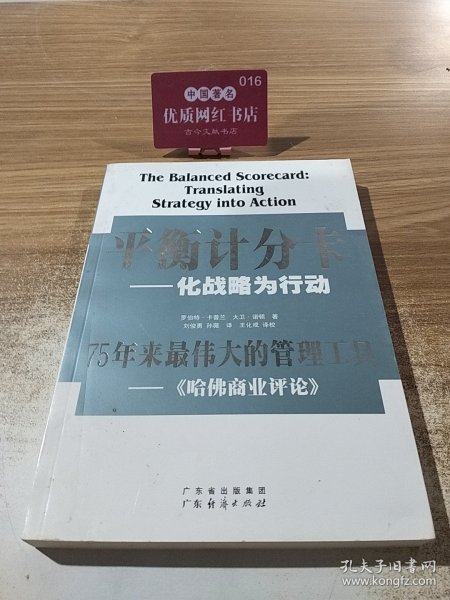 016
中国著名
优质网红书店
古今文献书店
The Balanced Scorecard:
Translating
Strategy into Action
平衡计分卡
——化战略为行动
罗伯特·卡普兰 大卫·诺顿 著
刘俊勇 孙薇 译 王化成 译校
75年来最伟大的管理工具
——《哈佛商业评论》
广东省出版集团
广东经济出版社
孔夫子旧书网
www.kongfz.com